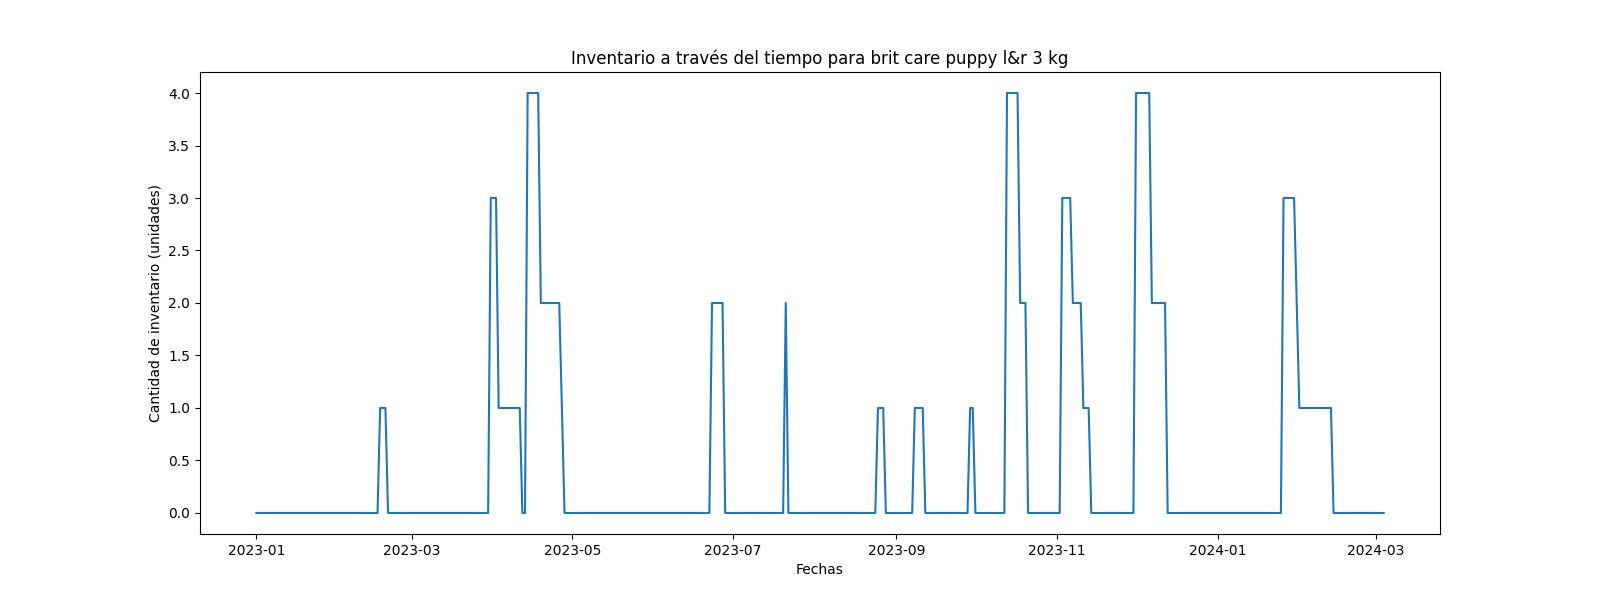 Inventario a través del tiempo para brit care puppy l&r 3 kg
Cantidad de inventario (unidades)
4.0
3.5
3.0
2.5
2.0
1.5
1.0
0.5
0.0
2023-01 2023-03 2023-05 2023-07 2023-09 2023-11 2024-01 2024-03
Fechas